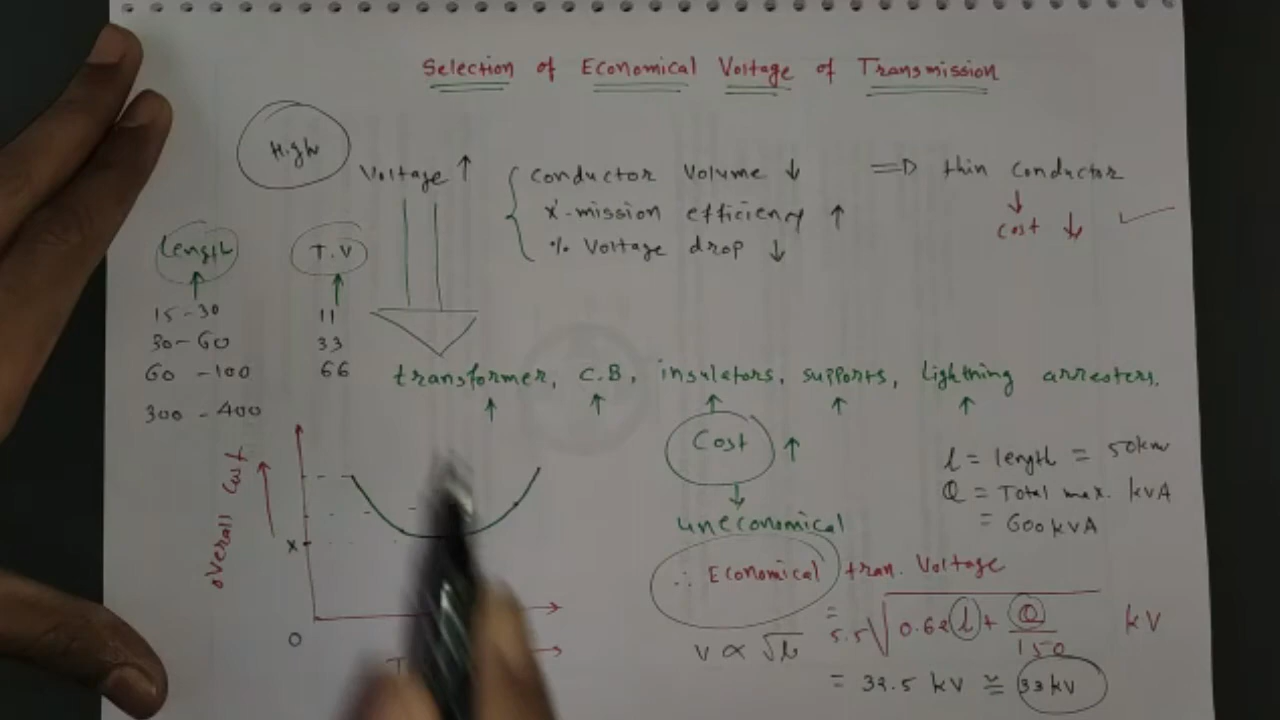 Selection of Economical Voltage of Transmission
High
Voltage ↑
{ Conductor Volume ↓
x'-mission efficiency ↑
% Voltage drop ↓
=D thin conductor
↓
cost ↓
Length
15-30
30-60
60 -100
300 - 400
T.V
11
33
66
transformer, C.B, insulators, supports, Lightning arresters.
Cost ↑
↓
uneconomical
l = length = 50km
Q = Total max. kVA
= 600kVA
∴ Economical tran. Voltage
= 5.5√0.62 l + Q/150 kV
V ∝ √l
= 32.5 kV ≅ 33kV
overall Cost
X
O
T